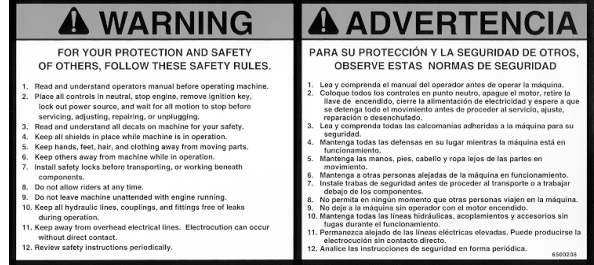 WARNING
FOR YOUR PROTECTION AND SAFETY
OF OTHERS, FOLLOW THESE SAFETY RULES.
1. Read and understand operators manual before operating machine.
2. Place all controls in neutral, stop engine, remove ignition key,
lock out power source, and wait for all motion to stop before
servicing, adjusting, repairing, or unplugging.
3. Read and understand all decals on machine for your safety.
4. Keep all shields in place while machine is in operation.
5. Keep hands, feet, hair, and clothing away from moving parts.
6. Keep others away from machine while in operation.
7. Install safety locks before transporting, or working beneath
components.
8. Do not allow riders at any time.
9. Do not leave machine unattended with engine running.
10. Keep all hydraulic lines, couplings, and fittings free of leaks
during operation.
11. Keep away from overhead electrical lines. Electrocution can occur
without direct contact.
12. Review safety instructions periodically.
ADVERTENCIA
PARA SU PROTECCIÓN Y LA SEGURIDAD DE OTROS,
OBSERVE ESTAS NORMAS DE SEGURIDAD
1. Lea y comprenda el manual del operador antes de operar la máquina.
2. Coloque todos los controles en punto neutro, apague el motor, retire la
llave de encendido, cierre la alimentación de electricidad y espere a que
se detenga todo el movimiento antes de proceder al servicio, ajuste,
reparación o desenchufado.
3. Lea y comprenda todas las calcomanías adheridas a la máquina para su
seguridad.
4. Mantenga todas las defensas en su lugar mientras la máquina está en
funcionamiento.
5. Mantenga las manos, pies, cabello y ropa lejos de las partes en
movimiento.
6. Mantenga a otras personas alejadas de la máquina en funcionamiento.
7. Instale trabas de seguridad antes de proceder al transporte o a trabajar
debajo de los componentes.
8. No permita en ningún momento que otras personas viajen en la máquina.
9. No deje a la máquina sin operador con el motor encendido.
10. Mantenga todas las líneas hidráulicas, acoplamientos y accesorios sin
fugas durante el funcionamiento.
11. Permanezca alejado de las líneas eléctricas elevadas. Puede producirse la
electrocución sin contacto directo.
12. Analice las instrucciones de seguridad en forma periódica.
6500208